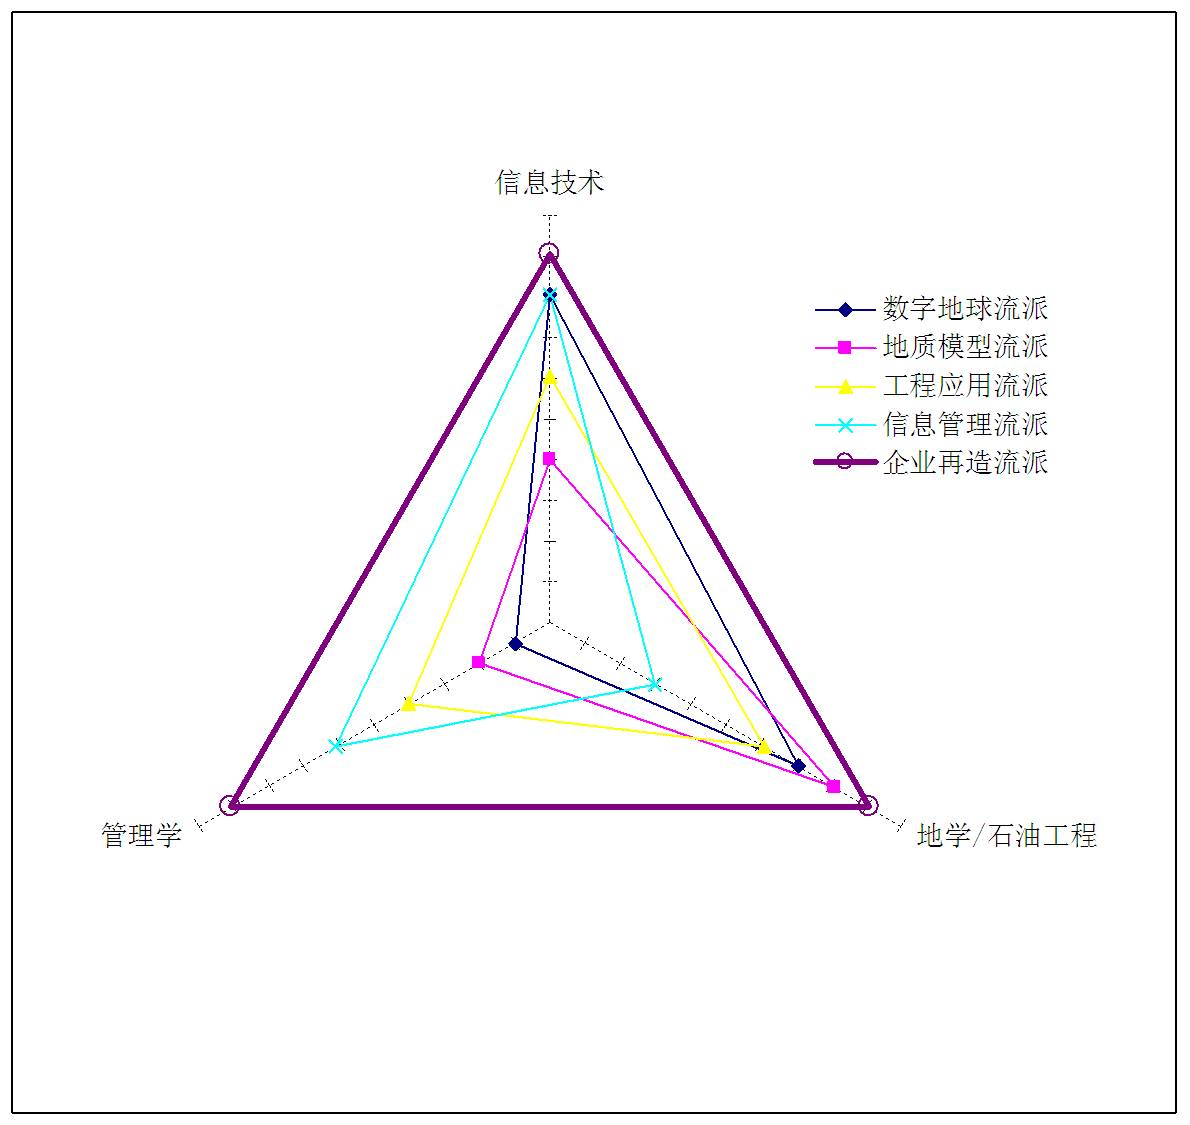 信息技术
数字地球流派
地质模型流派
工程应用流派
信息管理流派
企业再造流派
管理学
地学/石油工程